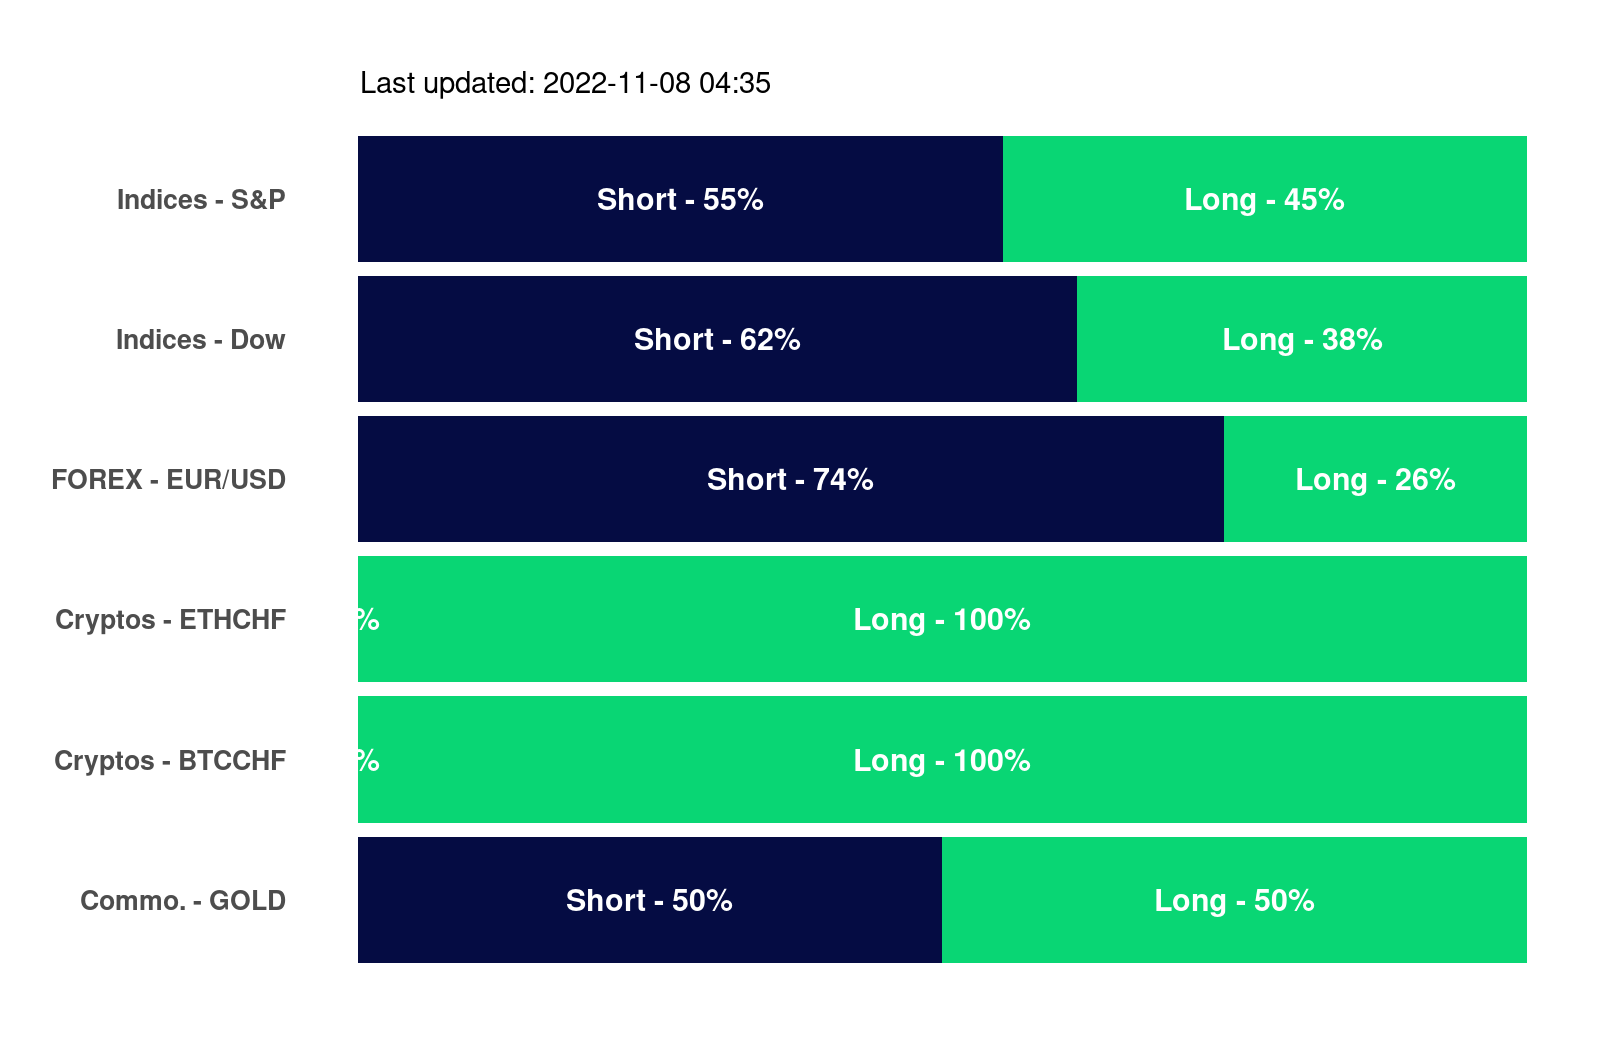 Last updated: 2022-11-08 04:35
Indices - S&P Short - 55% Long - 45%
Indices - Dow Short - 62% Long - 38%
FOREX - EUR/USD Short - 74% Long - 26%
Cryptos - ETHCHF % Long - 100%
Cryptos - BTCCHF % Long - 100%
Commo. - GOLD Short - 50% Long - 50%